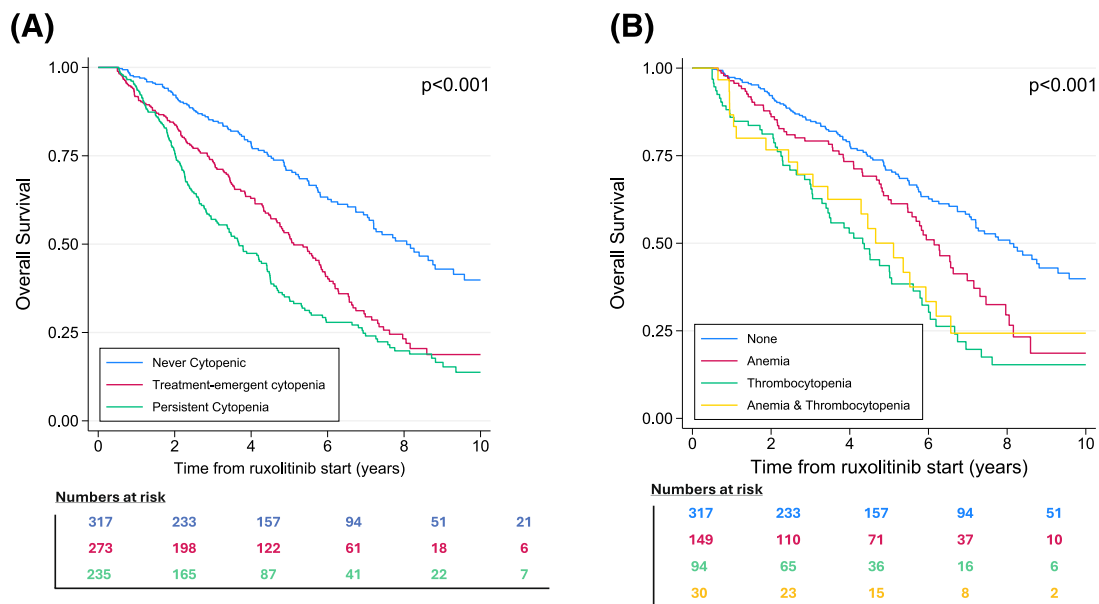 (A)
p<0.001
Overall Survival
1.00
0.75
0.50
0.25
0.00
Never Cytopenic
Treatment-emergent cytopenia
Persistent Cytopenia
0 2 4 6 8 10
Time from ruxolitinib start (years)
Numbers at risk
317 233 157 94 51 21
273 198 122 61 18 6
235 165 87 41 22 7
(B)
p<0.001
Overall Survival
1.00
0.75
0.50
0.25
0.00
None
Anemia
Thrombocytopenia
Anemia & Thrombocytopenia
0 2 4 6 8 10
Time from ruxolitinib start (years)
Numbers at risk
317 233 157 94 51
149 110 71 37 10
94 65 36 16 6
30 23 15 8 2